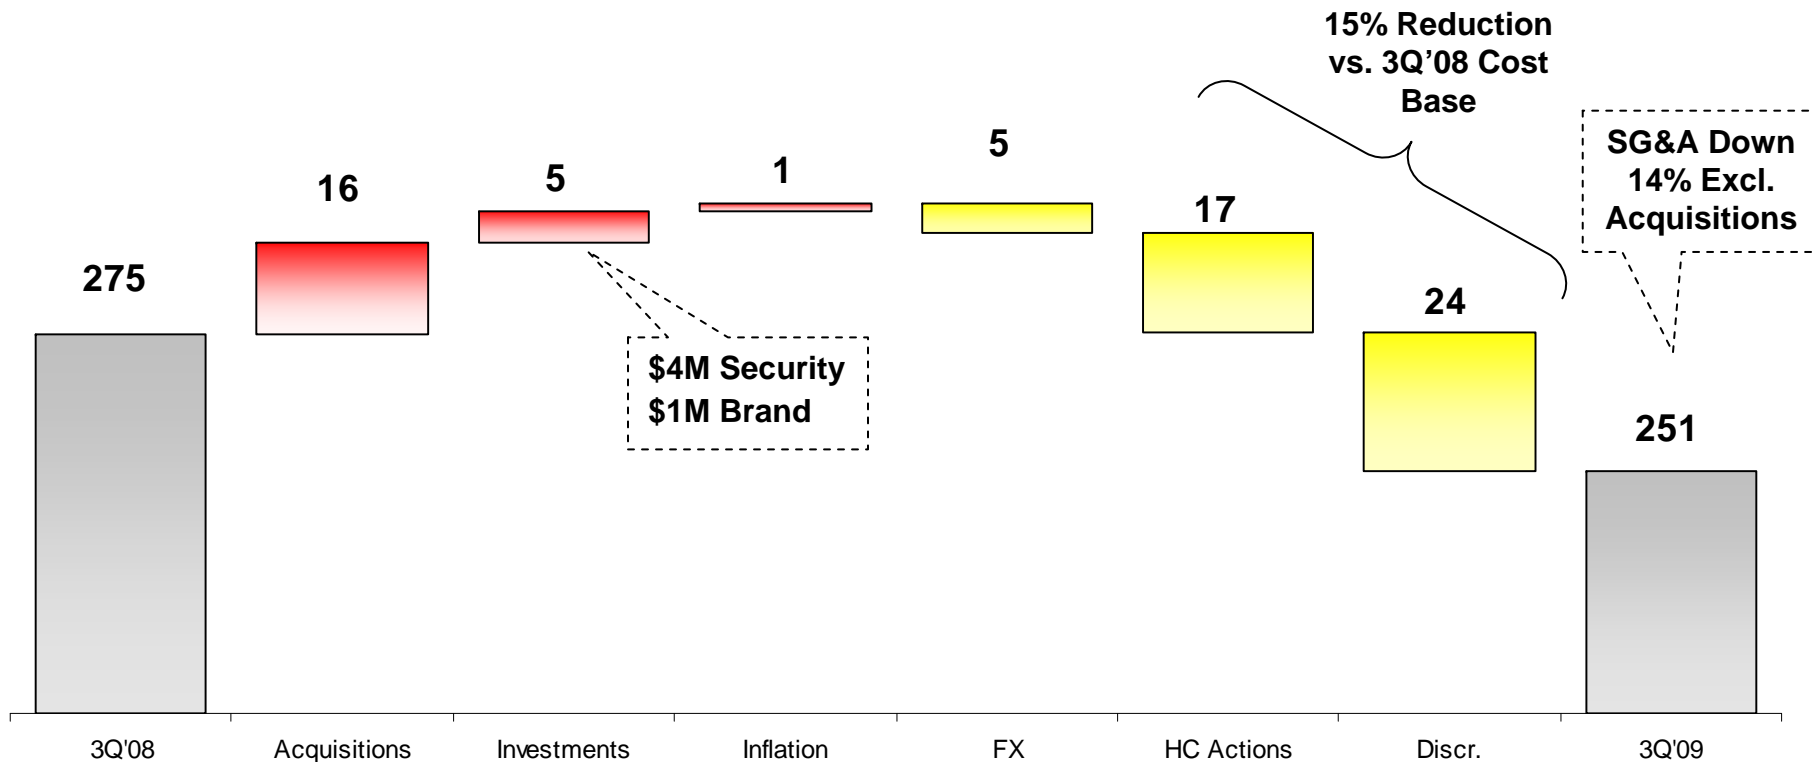 15% Reduction
vs. 3Q’08 Cost
Base
SG&A Down
14% Excl.
Acquisitions
275
16
5
1
5
17
24
251
$4M Security
$1M Brand
3Q'08
Acquisitions
Investments
Inflation
FX
HC Actions
Discr.
3Q'09